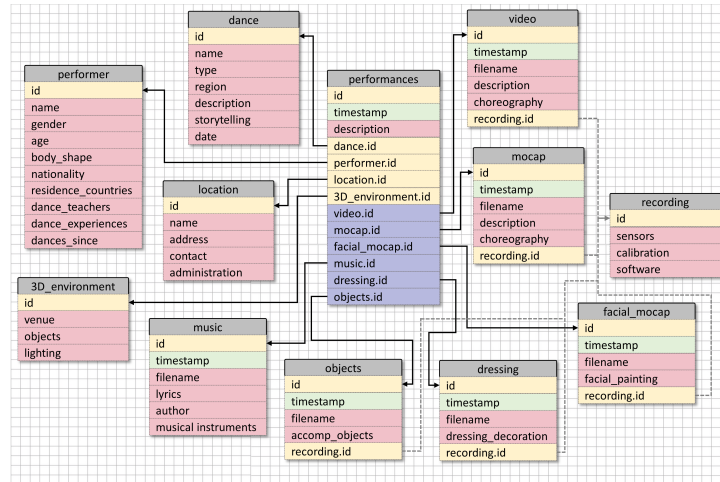 dance
id
name
type
region
description
storytelling
date
video
id
timestamp
filename
description
choreography
recording.id
performer
id
name
gender
age
body_shape
nationality
residence_countries
dance_teachers
dance_experiences
dances_since
performances
id
timestamp
description
dance.id
performer.id
location.id
3D_environment.id
video.id
mocap.id
facial_mocap.id
music.id
dressing.id
objects.id
mocap
id
timestamp
filename
description
choreography
recording.id
location
id
name
address
contact
administration
recording
id
sensors
calibration
software
3D_environment
id
venue
objects
lighting
music
id
timestamp
filename
lyrics
author
musical instruments
facial_mocap
id
timestamp
filename
facial_painting
recording.id
objects
id
timestamp
filename
accomp_objects
recording.id
dressing
id
timestamp
filename
dressing_decoration
recording.id